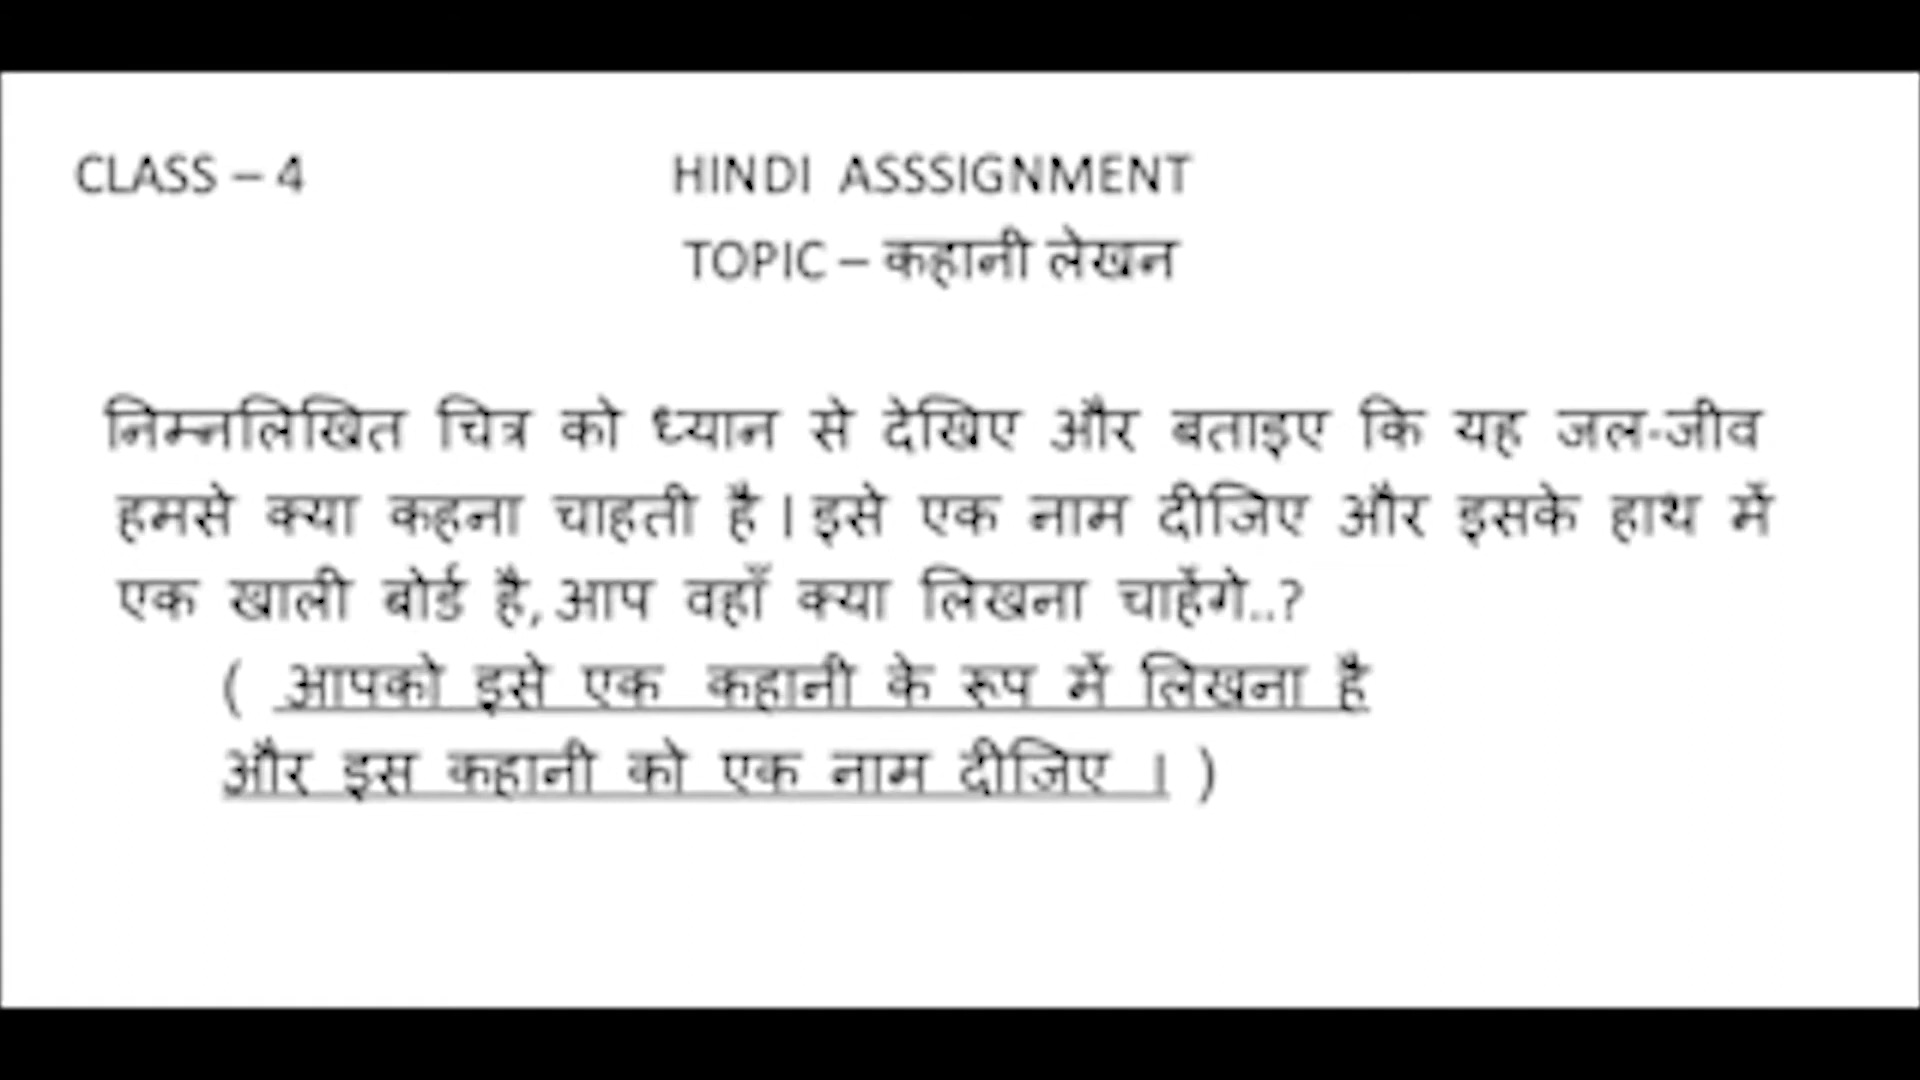 CLASS – 4
HINDI ASSSIGNMENT
TOPIC – कहानी लेखन
निम्नलिखित चित्र को ध्यान से देखिए और बताइए कि यह जल-जीव
हमसे क्या कहना चाहती है । इसे एक नाम दीजिए और इसके हाथ में
एक खाली बोर्ड है, आप वहाँ क्या लिखना चाहेंगे..?
( आपको इसे एक कहानी के रूप में लिखना है
और इस कहानी को एक नाम दीजिए । )